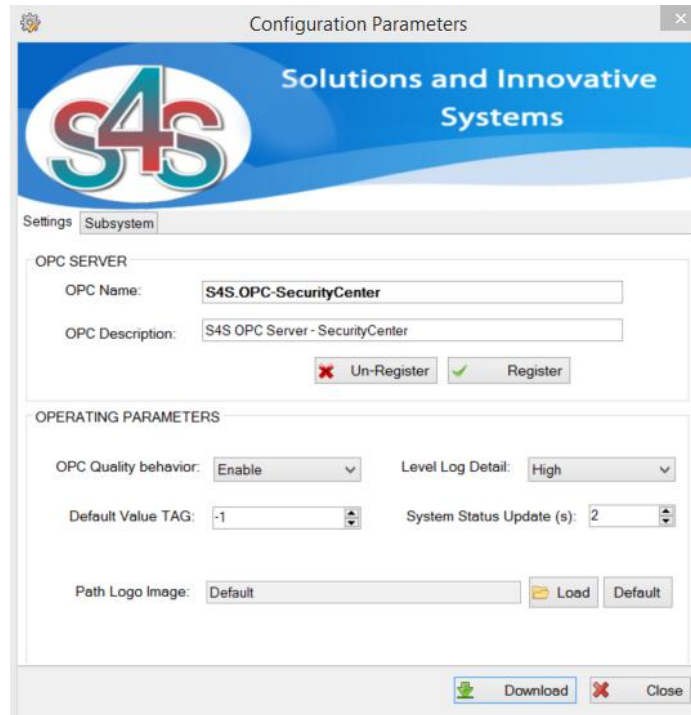 Configuration Parameters
S4S
Solutions and Innovative
Systems
Settings Subsystem
OPC SERVER
OPC Name: S4S.OPC-SecurityCenter
OPC Description: S4S OPC Server - SecurityCenter
Un-Register Register
OPERATING PARAMETERS
OPC Quality behavior: Enable Level Log Detail: High
Default Value TAG: -1 System Status Update (s): 2
Path Logo Image: Default Load Default
Download Close